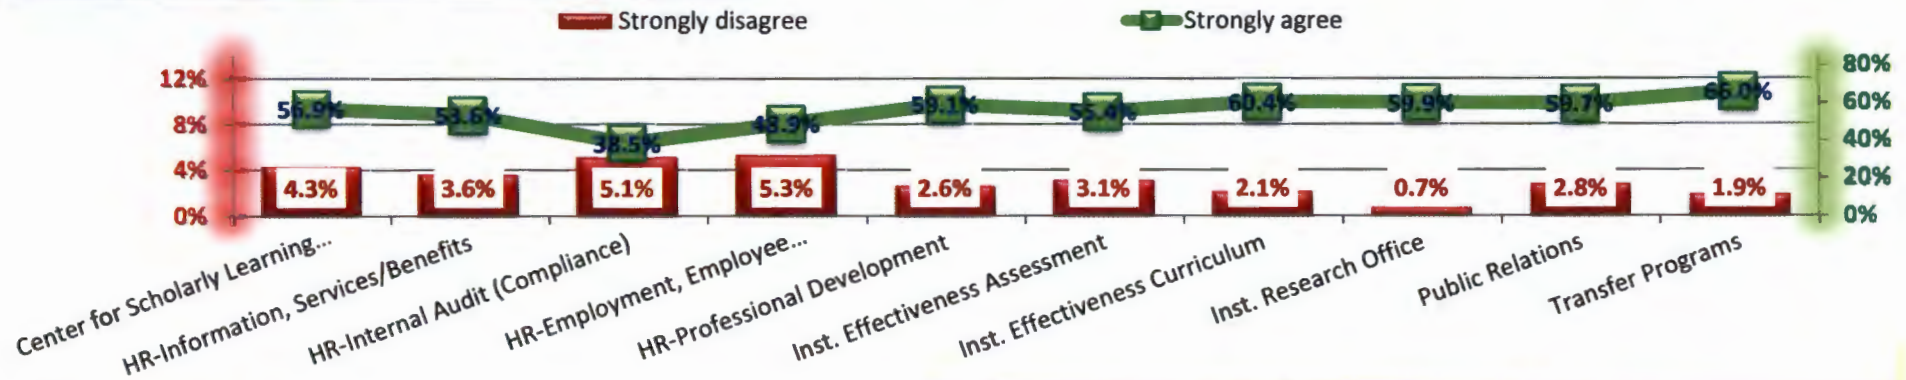 Strongly disagree
Strongly agree
12%
8%
4%
0%
80%
60%
40%
20%
0%
56.9%
53.6%
38.5%
48.9%
59.1%
55.4%
60.4%
59.9%
59.7%
66.0%
4.3%
3.6%
5.1%
5.3%
2.6%
3.1%
2.1%
0.7%
2.8%
1.9%
Center for Scholarly Learning...
HR-Information, Services/Benefits
HR-Internal Audit (Compliance)
HR-Employment, Employee...
HR-Professional Development
Inst. Effectiveness Assessment
Inst. Effectiveness Curriculum
Inst. Research Office
Public Relations
Transfer Programs